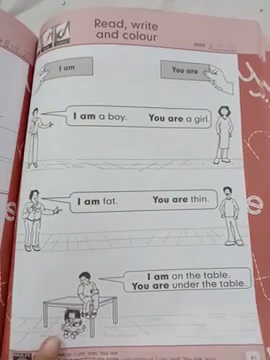 Read, write
and colour
I am
You are
I am a boy. You are a girl.
I am fat. You are thin.
I am on the table.
You are under the table.